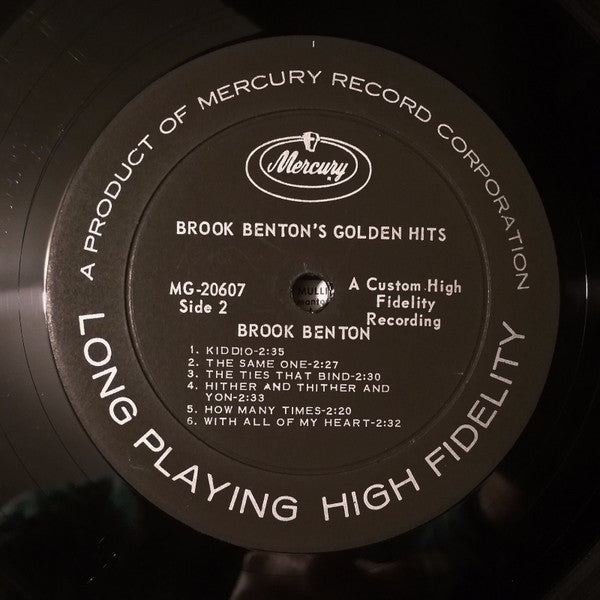 A PRODUCT OF MERCURY RECORD CORPORATION
Mercury
BROOK BENTON'S GOLDEN HITS
MG-20607
Side 2
A Custom High
Fidelity
Recording
BROOK BENTON
1. KIDDIO-2:35
2. THE SAME ONE-2:27
3. THE TIES THAT BIND-2:30
4. HITHER AND THITHER AND
YON-2:33
5. HOW MANY TIMES-2:20
6. WITH ALL OF MY HEART-2:32
LONG PLAYING HIGH FIDELITY